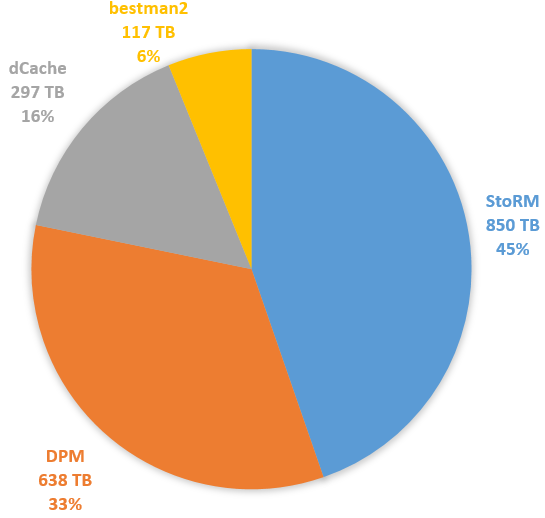 bestman2
117 TB
6%
dCache
297 TB
16%
StoRM
850 TB
45%
DPM
638 TB
33%